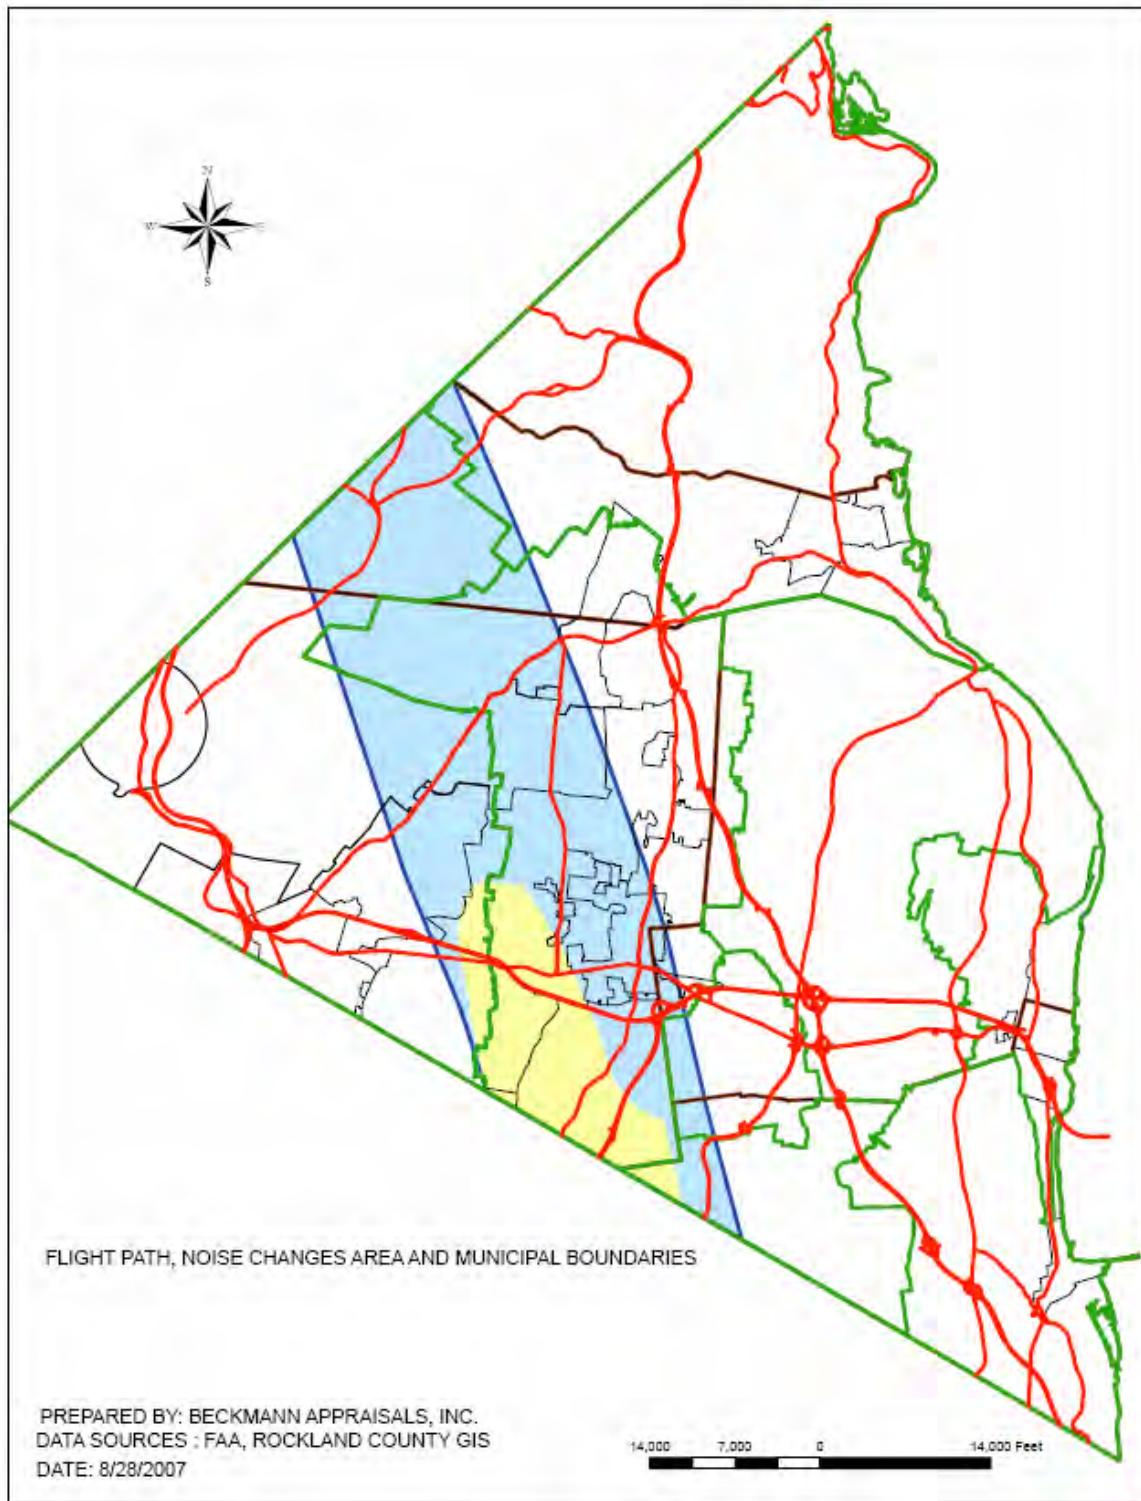 N
W E
S
FLIGHT PATH, NOISE CHANGES AREA AND MUNICIPAL BOUNDARIES
PREPARED BY: BECKMANN APPRAISALS, INC.
DATA SOURCES : FAA, ROCKLAND COUNTY GIS
DATE: 8/28/2007
14,000 7,000 0 14,000 Feet